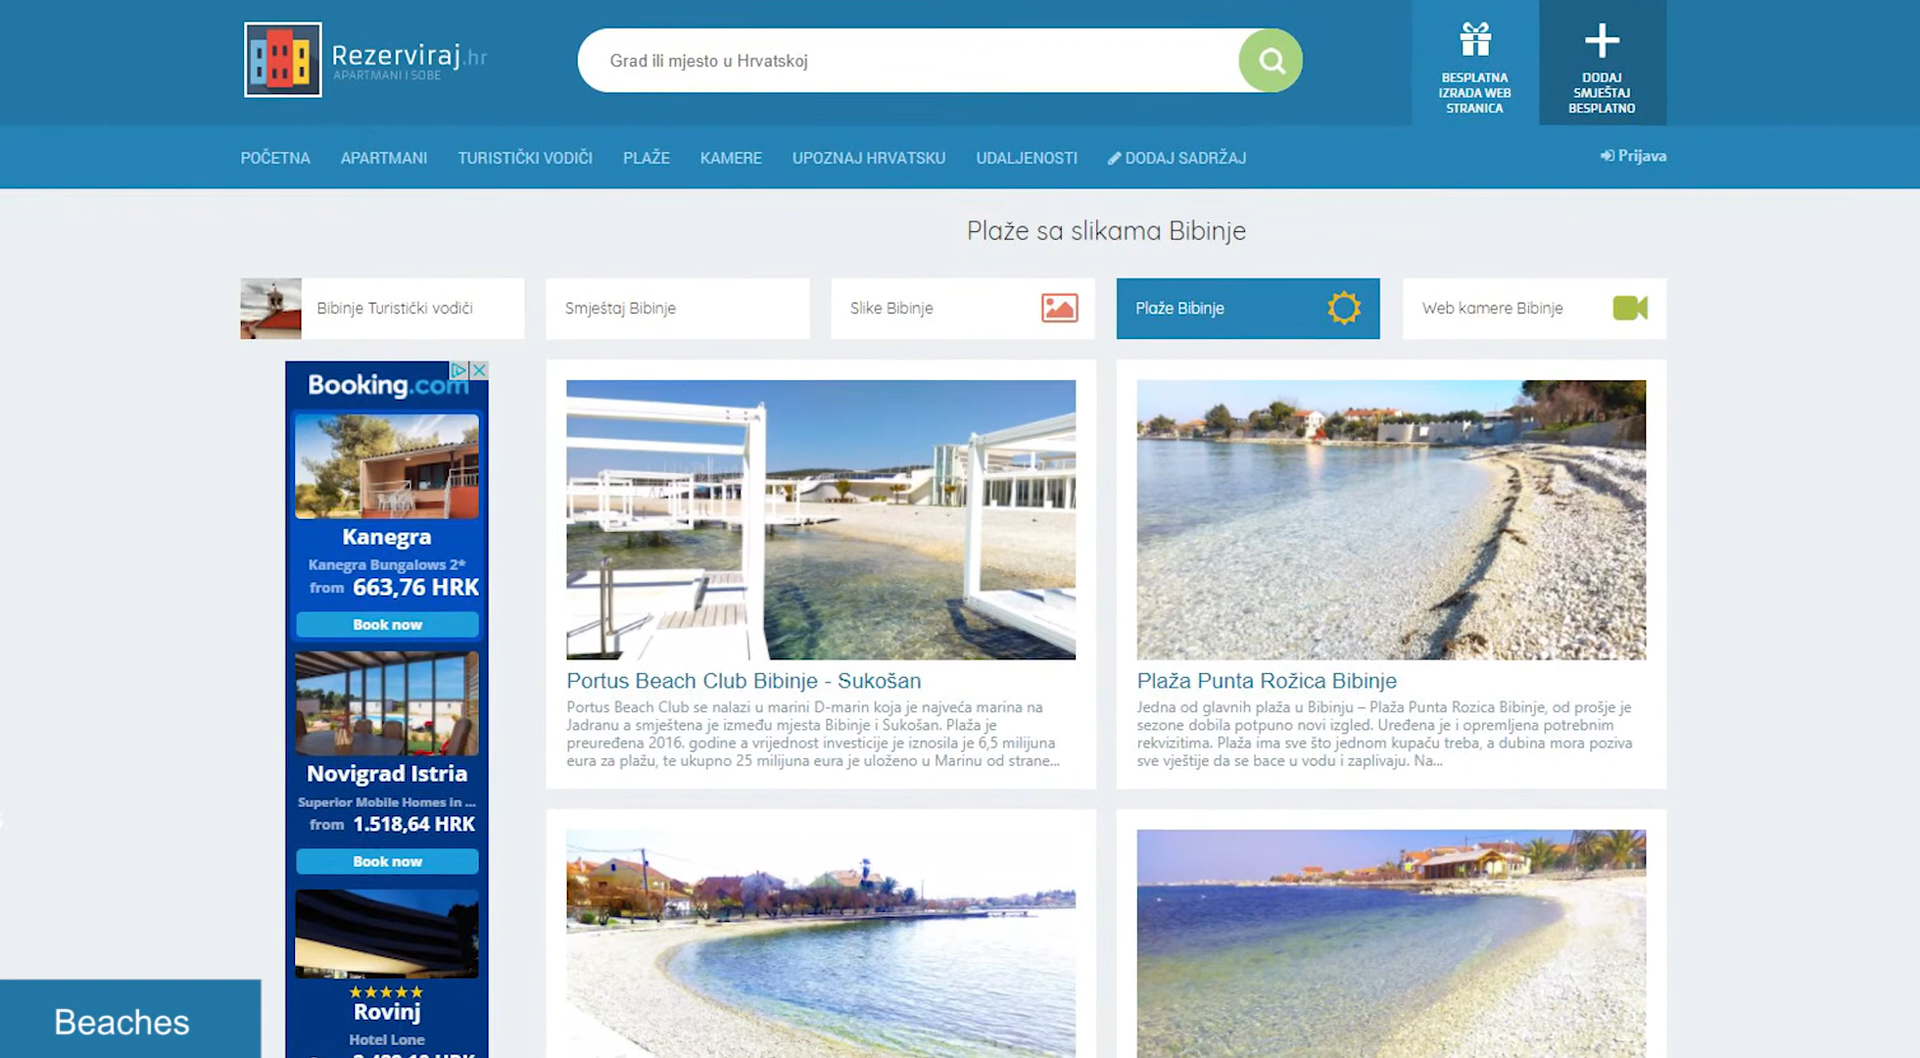 Rezerviraj.hr
APARTMANI I SOBE
Grad ili mjesto u Hrvatskoj
BESPLATNA
IZRADA WEB
STRANICA
DODAJ
SMJEŠTAJ
BESPLATNO
POČETNA
APARTMANI
TURISTIČKI VODIČI
PLAŽE
KAMERE
UPOZNAJ HRVATSKU
UDALJENOSTI
DODAJ SADRŽAJ
Prijava
Plaže sa slikama Bibinje
Bibinje Turistički vodiči
Smještaj Bibinje
Slike Bibinje
Plaže Bibinje
Web kamere Bibinje
Booking.com
Kanegra
Kanegra Bungalows 2*
from 663,76 HRK
Book now
Novigrad Istria
Superior Mobile Homes in ...
from 1.518,64 HRK
Book now
Rovinj
Hotel Lone
Portus Beach Club Bibinje - Sukošan
Portus Beach Club se nalazi u marini D-marin koja je najveća marina na
Jadranu a smještena je između mjesta Bibinje i Sukošan. Plaža je
preuređena 2016. godine a vrijednost investicije je iznosila je 6,5 milijuna
eura za plažu, te ukupno 25 milijuna eura je uloženo u Marinu od strane...
Plaža Punta Rožica Bibinje
Jedna od glavnih plaža u Bibinju – Plaža Punta Rozica Bibinje, od prošje je
sezone dobila potpuno novi izgled. Uređena je i opremljena potrebnim
rekvizitima. Plaža ima sve što jednom kupaću treba, a dubina mora poziva
sve vještije da se bace u vodu i zaplivaju. Na...
Beaches